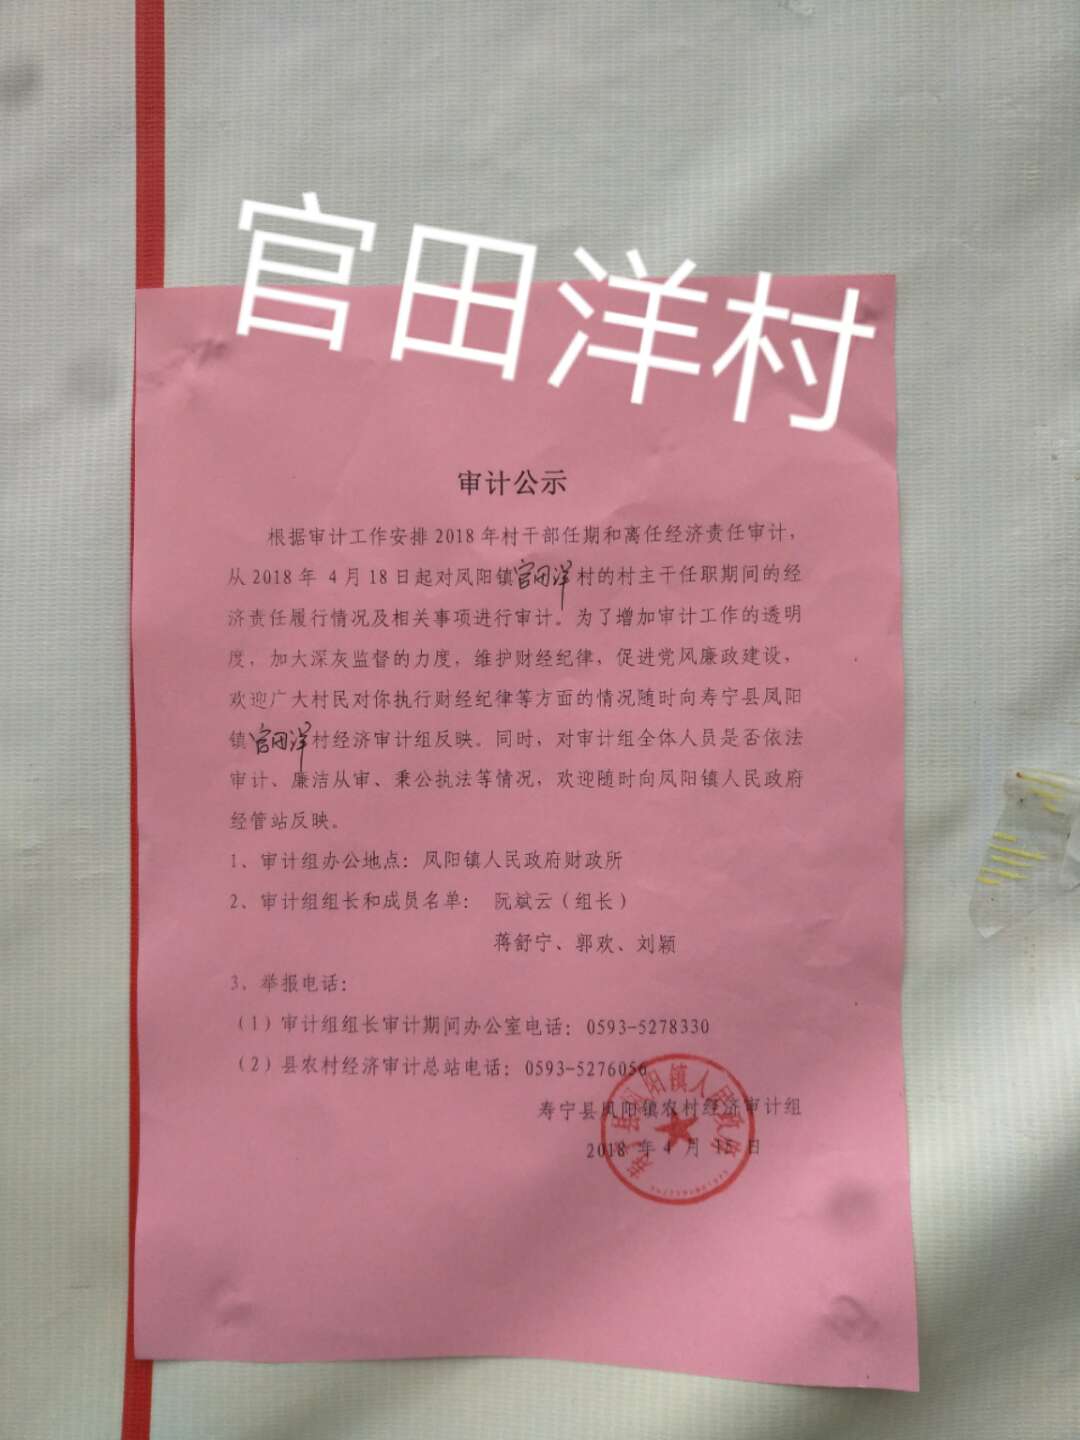 官田洋村
审计公示
根据审计工作安排2018年村干部任期和离任经济责任审计，
从2018年 4月18日起对凤阳镇官田洋村的村主干任职期间的经
济责任履行情况及相关事项进行审计。为了增加审计工作的透明
度，加大深灰监督的力度，维护财经纪律，促进党风廉政建设，
欢迎广大村民对你执行财经纪律等方面的情况随时向寿宁县凤阳
镇官田洋村经济审计组反映。同时，对审计组全体人员是否依法
审计、廉洁从审、秉公执法等情况，欢迎随时向凤阳镇人民政府
经管站反映。
1、审计组办公地点：凤阳镇人民政府财政所
2、审计组组长和成员名单： 阮斌云（组长）
蒋舒宁、郭欢、刘颖
3、举报电话：
（1）审计组组长审计期间办公室电话：0593-5278330
（2）县农村经济审计总站电话：0593-5276056
寿宁县凤阳镇农村经济审计组
2018 年 4 月 15 日
寿宁县凤阳镇人民政府